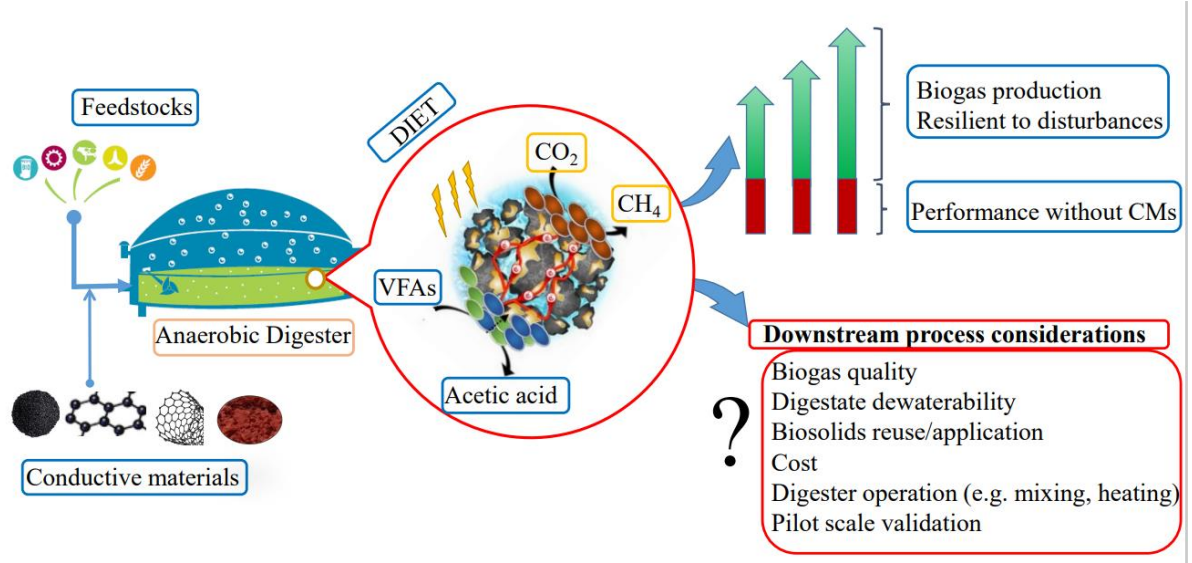 Feedstocks
Anaerobic Digester
Conductive materials
DIET
CO₂
CH₄
VFAs
Acetic acid
Biogas production
Resilient to disturbances
Performance without CMs
Downstream process considerations
?
Biogas quality
Digestate dewaterability
Biosolids reuse/application
Cost
Digester operation (e.g. mixing, heating)
Pilot scale validation